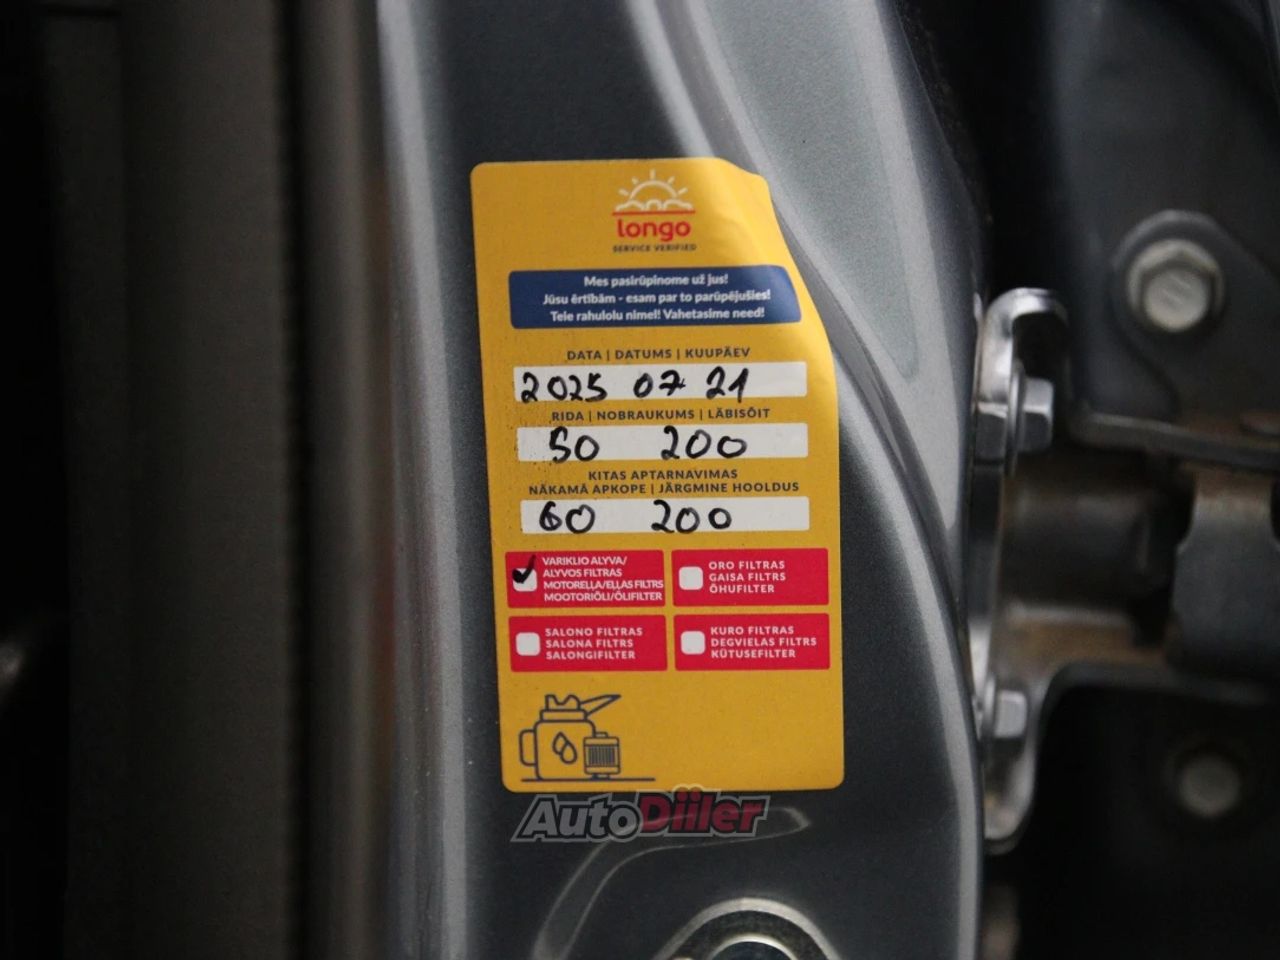 longo
SERVICE VERIFIED
Mes pasirūpinome už jus!
Jūsu ērtībām - esam par to parūpējušies!
Teie rahulolu nimel! Vahetasime need!
DATA | DATUMS | KUUPÄEV
2025 07 21
RIDA | NOBRAUKUMS | LÄBISÕIT
50 200
KITAS APTARNAVIMAS
NĀKAMĀ APKOPE | JÄRGMINE HOOLDUS
60 200
VARIKLIO ALYVA/
ALYVOS FILTRAS
MOTOREĻĻA/EĻĻAS FILTRS
MOOTORIÕLI/ÕLIFILTER
ORO FILTRAS
GAISA FILTRS
ÕHUFILTER
SALONO FILTRAS
SALONA FILTRS
SALONGIFILTER
KURO FILTRAS
DEGVIELAS FILTRS
KÜTUSEFILTER
AutoDiiler